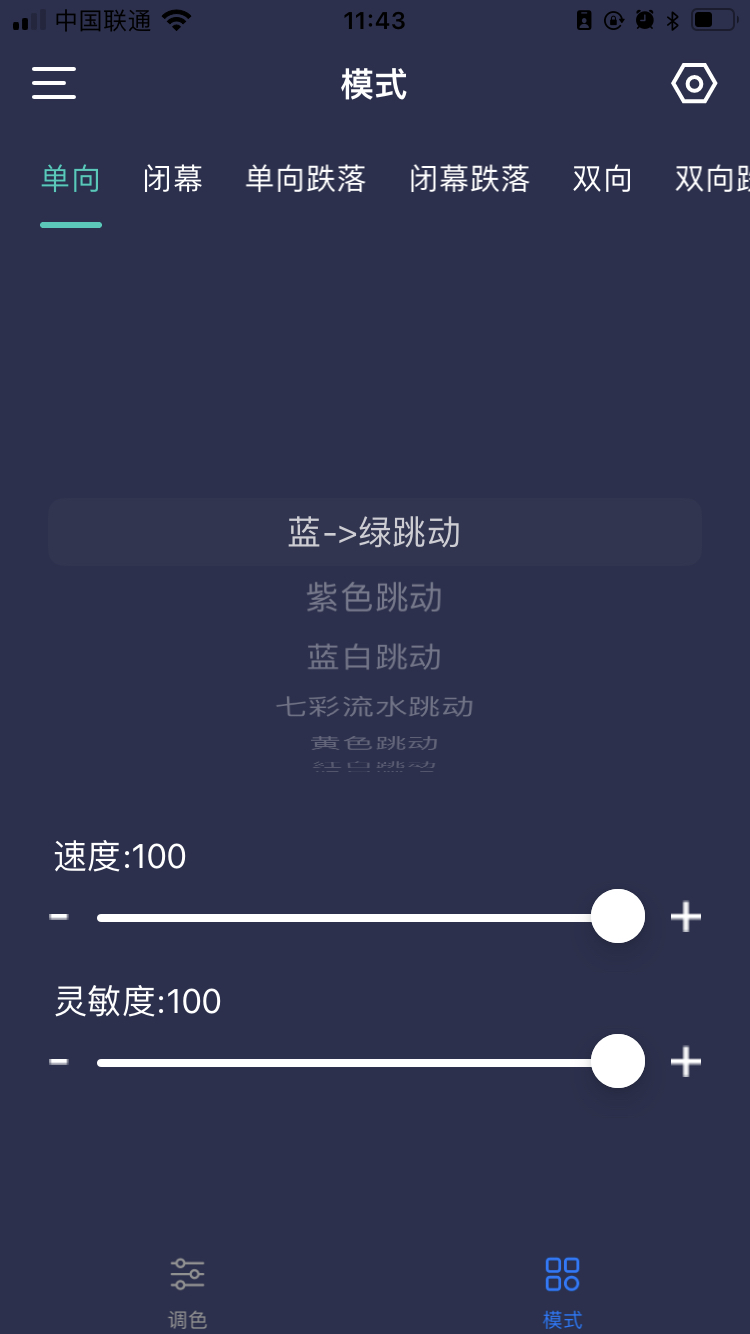 中国联通
11:43
模式
单向 闭幕 单向跌落 闭幕跌落 双向 双向跌
蓝->绿跳动
紫色跳动
蓝白跳动
七彩流水跳动
黄色跳动
速度:100
- +
灵敏度:100
- +
调色 模式